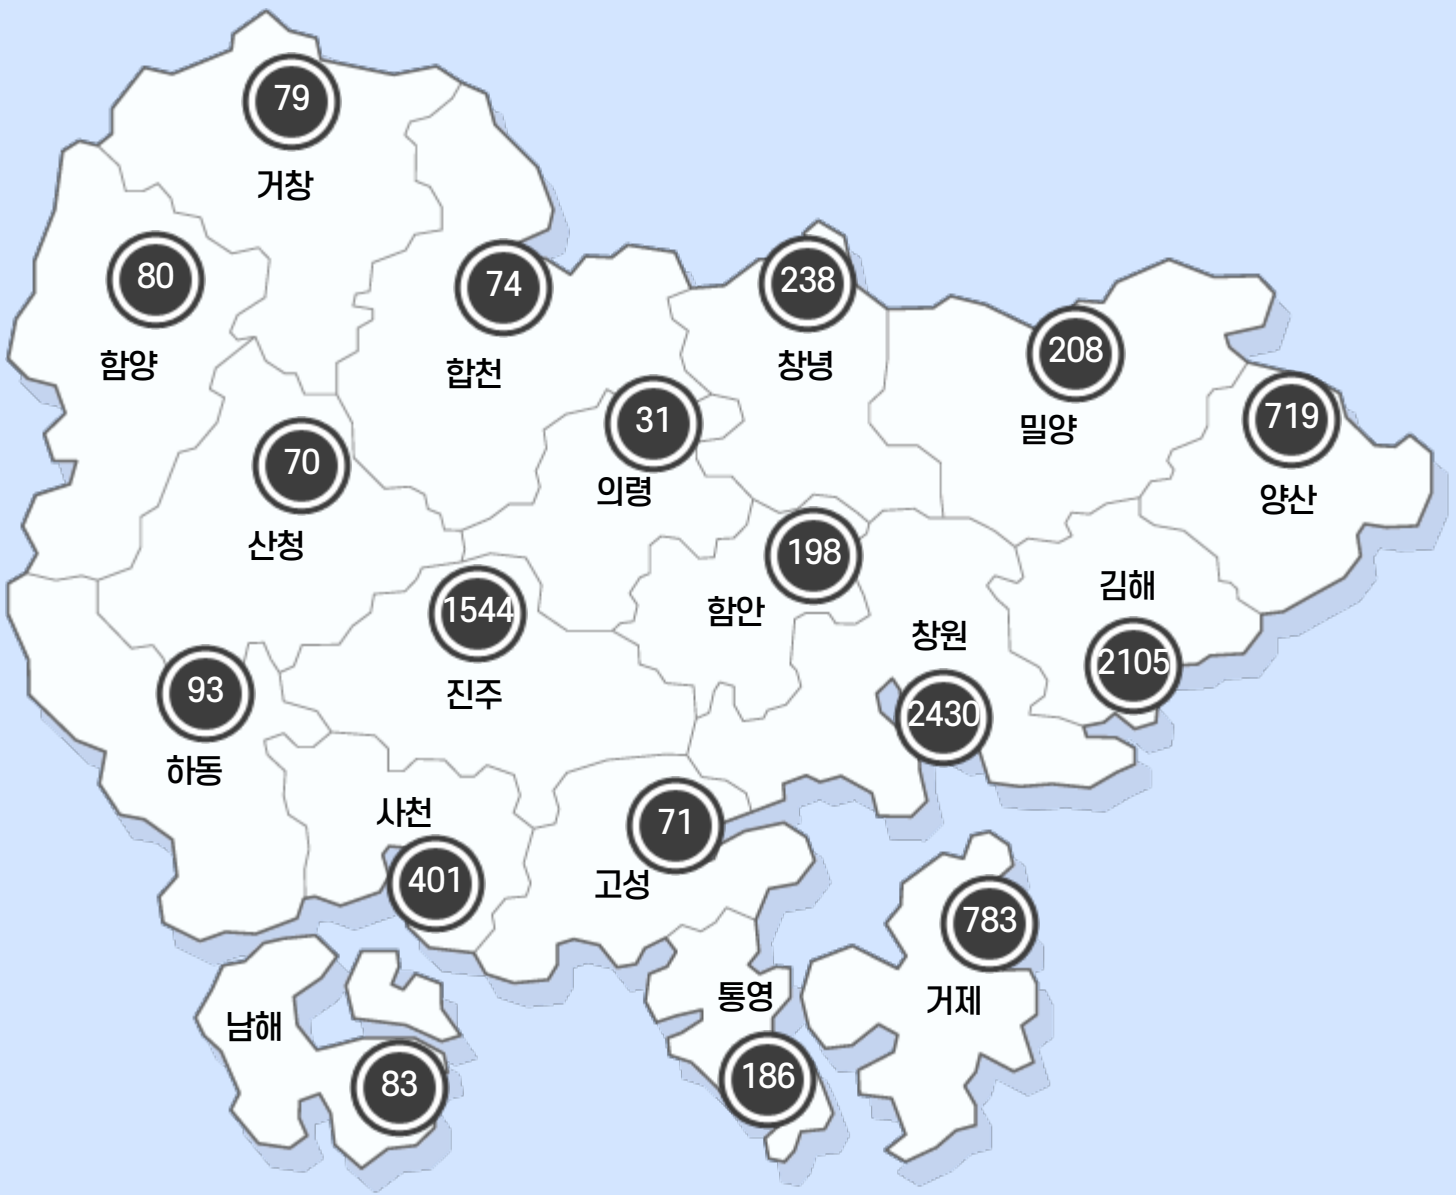 79
거창
80
함양
74
합천
238
창녕
208
밀양
719
양산
31
의령
70
산청
198
함안
김해
2105
1544
진주
창원
2430
93
하동
사천
401
71
고성
783
거제
통영
186
남해
83